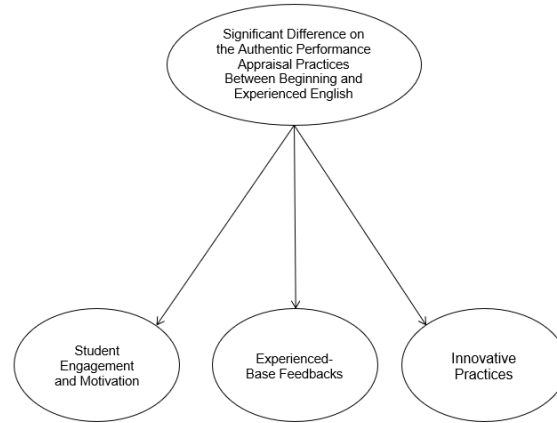 Significant Difference on
the Authentic Performance
Appraisal Practices
Between Beginning and
Experienced English
Student
Engagement
and Motivation
Experienced-
Base Feedbacks
Innovative
Practices